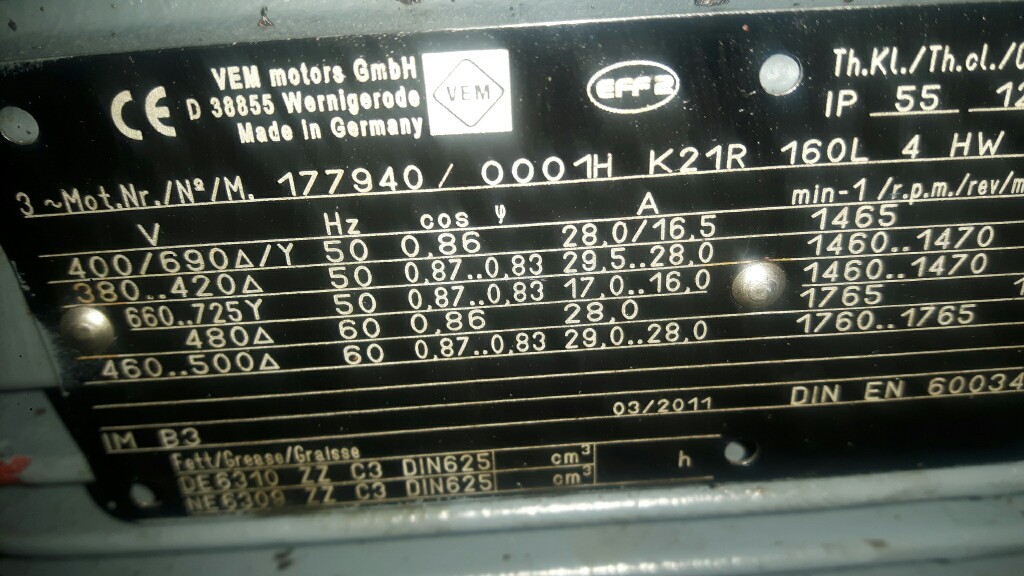 VEM motors GmbH
D 38855 Wernigerode
Made in Germany
CE
VEM
EFF 2
Th.Kl./Th.cl./
IP 55
3 ~Mot.Nr./Nº/M. 177940 / 0001H K21R 160L 4 HW
V Hz cos φ A min-1 /r.p.m./rev/m
400/690Δ/Y 50 0,86 28,0/16,5 1465
380..420Δ 50 0,87..0,83 29,5..28,0 1460..1470
660..725Y 50 0,87..0,83 17,0..16,0 1460..1470
480Δ 60 0,86 28,0 1765
460..500Δ 60 0,87..0,83 29,0..28,0 1760..1765
03/2011 DIN EN 60034
IM B3
Fett/Grease/Graisse cm³ h
DE6310 ZZ C3 DIN625 cm³
NE6309 ZZ C3 DIN625